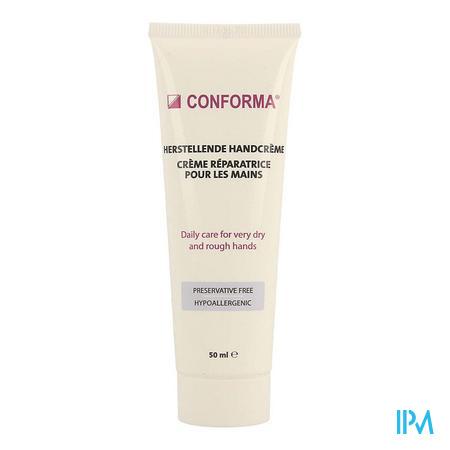 CONFORMA®
HERSTELLENDE HANDCRÈME
CRÈME RÉPARATRICE
POUR LES MAINS
Daily care for very dry
and rough hands
PRESERVATIVE FREE
HYPOALLERGENIC
50 ml ℮
IPM